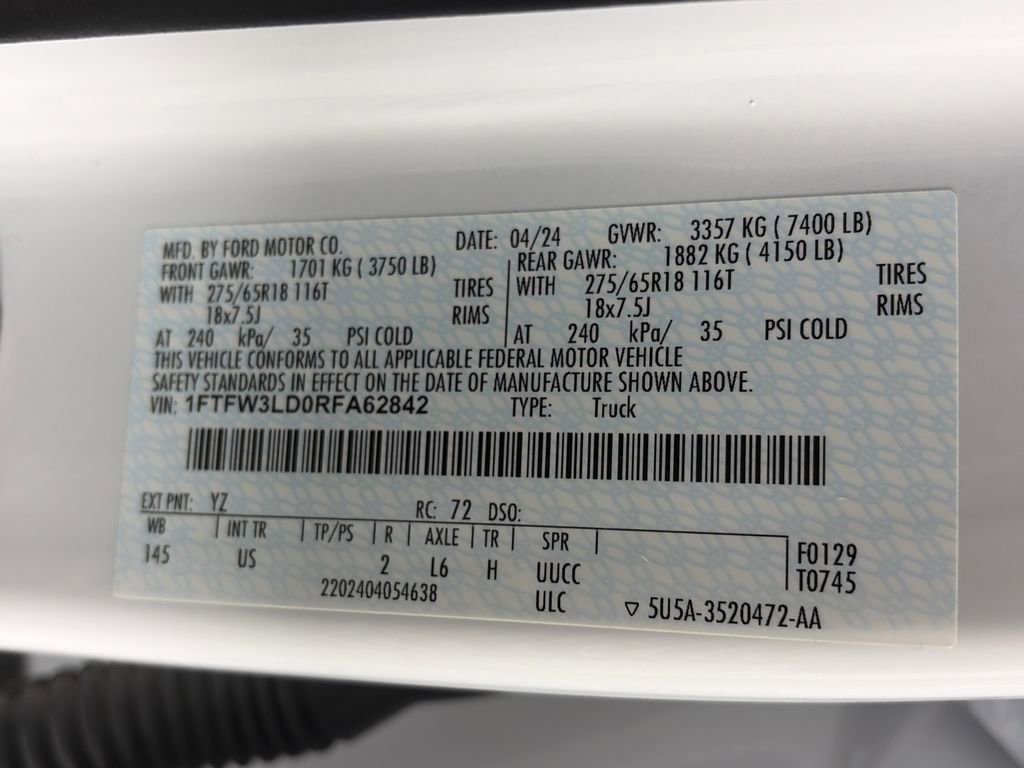 MFD. BY FORD MOTOR CO. DATE: 04/24 GVWR: 3357 KG ( 7400 LB)
FRONT GAWR: 1701 KG ( 3750 LB) REAR GAWR: 1882 KG ( 4150 LB)
WITH 275/65R18 116T TIRES WITH 275/65R18 116T TIRES
18x7.5J RIMS 18x7.5J RIMS
AT 240 kPa/ 35 PSI COLD AT 240 kPa/ 35 PSI COLD
THIS VEHICLE CONFORMS TO ALL APPLICABLE FEDERAL MOTOR VEHICLE
SAFETY STANDARDS IN EFFECT ON THE DATE OF MANUFACTURE SHOWN ABOVE.
VIN: 1FTFW3LD0RFA62842 TYPE: Truck
EXT PNT: YZ RC: 72 DSO:
WB INT TR TP/PS R AXLE TR SPR F0129
145 US 2 L6 H UUCC T0745
2202404054638 ULC ▽ 5U5A-3520472-AA